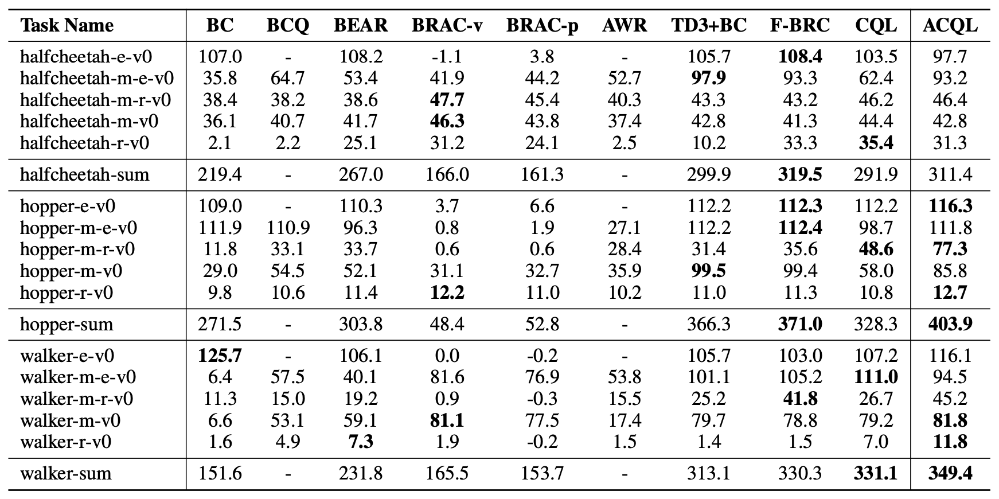 Task Name BC BCQ BEAR BRAC-v BRAC-p AWR TD3+BC F-BRC CQL ACQL
halfcheetah-e-v0 107.0 - 108.2 -1.1 3.8 - 105.7 108.4 103.5 97.7
halfcheetah-m-e-v0 35.8 64.7 53.4 41.9 44.2 52.7 97.9 93.3 62.4 93.2
halfcheetah-m-r-v0 38.4 38.2 38.6 47.7 45.4 40.3 43.3 43.2 46.2 46.4
halfcheetah-m-v0 36.1 40.7 41.7 46.3 43.8 37.4 42.8 41.3 44.4 42.8
halfcheetah-r-v0 2.1 2.2 25.1 31.2 24.1 2.5 10.2 33.3 35.4 31.3
halfcheetah-sum 219.4 - 267.0 166.0 161.3 - 299.9 319.5 291.9 311.4
hopper-e-v0 109.0 - 110.3 3.7 6.6 - 112.2 112.3 112.2 116.3
hopper-m-e-v0 111.9 110.9 96.3 0.8 1.9 27.1 112.2 112.4 98.7 111.8
hopper-m-r-v0 11.8 33.1 33.7 0.6 0.6 28.4 31.4 35.6 48.6 77.3
hopper-m-v0 29.0 54.5 52.1 31.1 32.7 35.9 99.5 99.4 58.0 85.8
hopper-r-v0 9.8 10.6 11.4 12.2 11.0 10.2 11.0 11.3 10.8 12.7
hopper-sum 271.5 - 303.8 48.4 52.8 - 366.3 371.0 328.3 403.9
walker-e-v0 125.7 - 106.1 0.0 -0.2 - 105.7 103.0 107.2 116.1
walker-m-e-v0 6.4 57.5 40.1 81.6 76.9 53.8 101.1 105.2 111.0 94.5
walker-m-r-v0 11.3 15.0 19.2 0.9 -0.3 15.5 25.2 41.8 26.7 45.2
walker-m-v0 6.6 53.1 59.1 81.1 77.5 17.4 79.7 78.8 79.2 81.8
walker-r-v0 1.6 4.9 7.3 1.9 -0.2 1.5 1.4 1.5 7.0 11.8
walker-sum 151.6 - 231.8 165.5 153.7 - 313.1 330.3 331.1 349.4